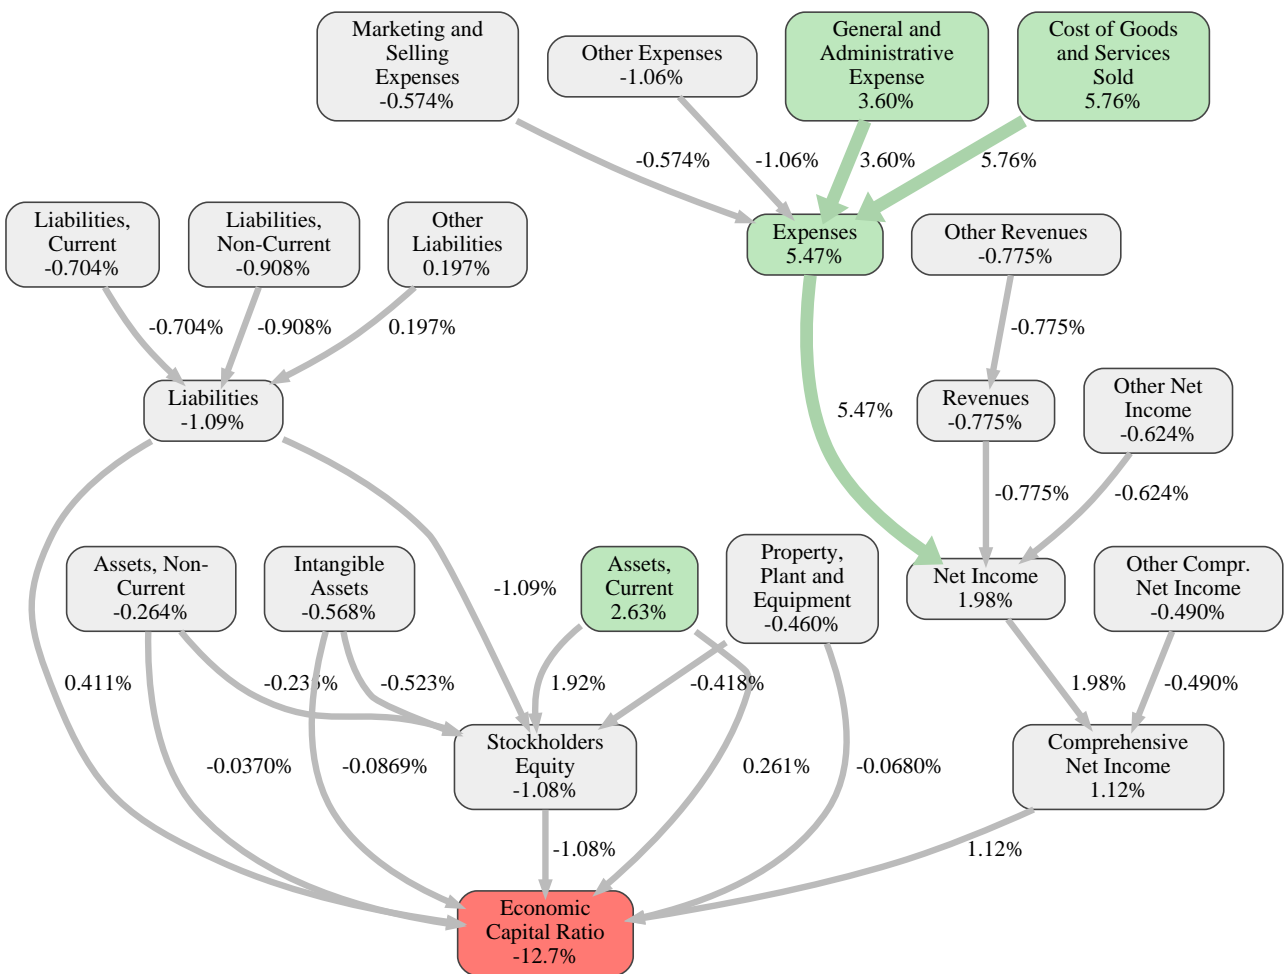 Marketing and
Selling
Expenses
-0.574%
Other Expenses
-1.06%
General and
Administrative
Expense
3.60%
Cost of Goods
and Services
Sold
5.76%
-0.574%
-1.06%
3.60%
5.76%
Liabilities,
Current
-0.704%
Liabilities,
Non-Current
-0.908%
Other
Liabilities
0.197%
Expenses
5.47%
Other Revenues
-0.775%
-0.704%
-0.908%
0.197%
-0.775%
Liabilities
-1.09%
5.47%
Revenues
-0.775%
Other Net
Income
-0.624%
-0.775%
-0.624%
Assets, Non-
Current
-0.264%
Intangible
Assets
-0.568%
-1.09%
Assets,
Current
2.63%
Property,
Plant and
Equipment
-0.460%
Net Income
1.98%
Other Compr.
Net Income
-0.490%
0.411%
-0.523%
1.92%
-0.418%
1.98%
-0.490%
-0.0370%
-0.0869%
Stockholders
Equity
-1.08%
0.261%
-0.0680%
Comprehensive
Net Income
1.12%
-1.08%
1.12%
Economic
Capital Ratio
-12.7%